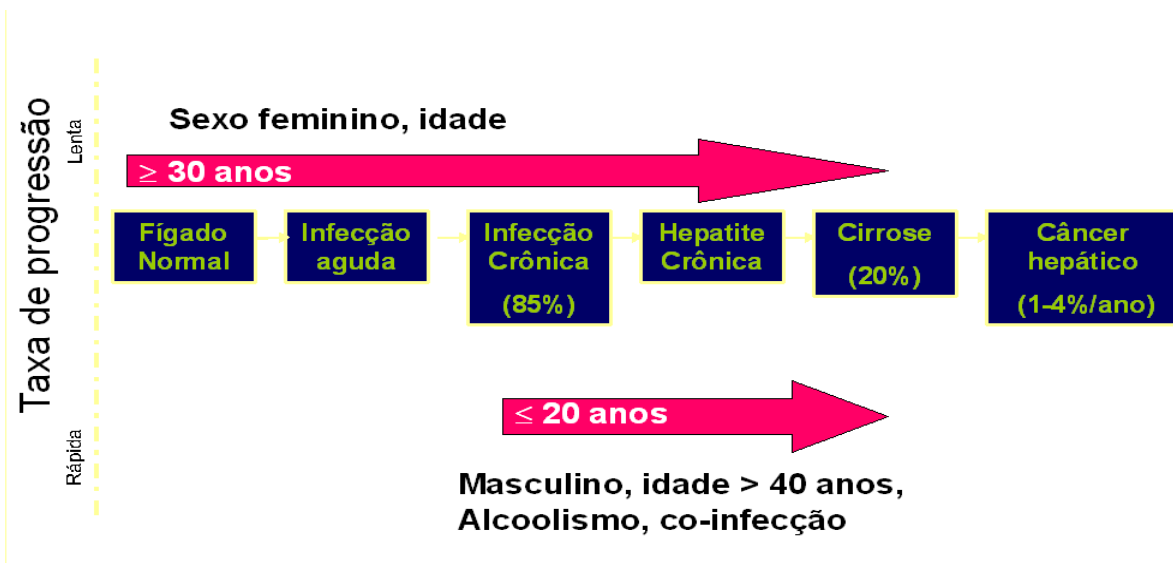 Taxa de progressão
Lenta
Rápida
Sexo feminino, idade
≥ 30 anos
Fígado
Normal
Infecção
aguda
Infecção
Crônica
(85%)
Hepatite
Crônica
Cirrose
(20%)
Câncer
hepático
(1-4%/ano)
≤ 20 anos
Masculino, idade > 40 anos,
Alcoolismo, co-infecção